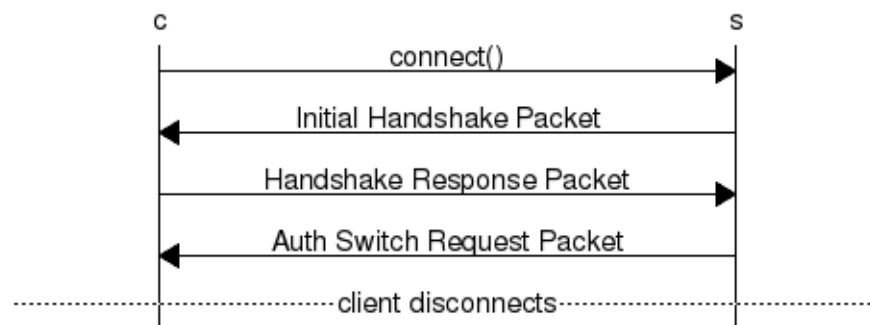 c s
connect()
Initial Handshake Packet
Handshake Response Packet
Auth Switch Request Packet
client disconnects